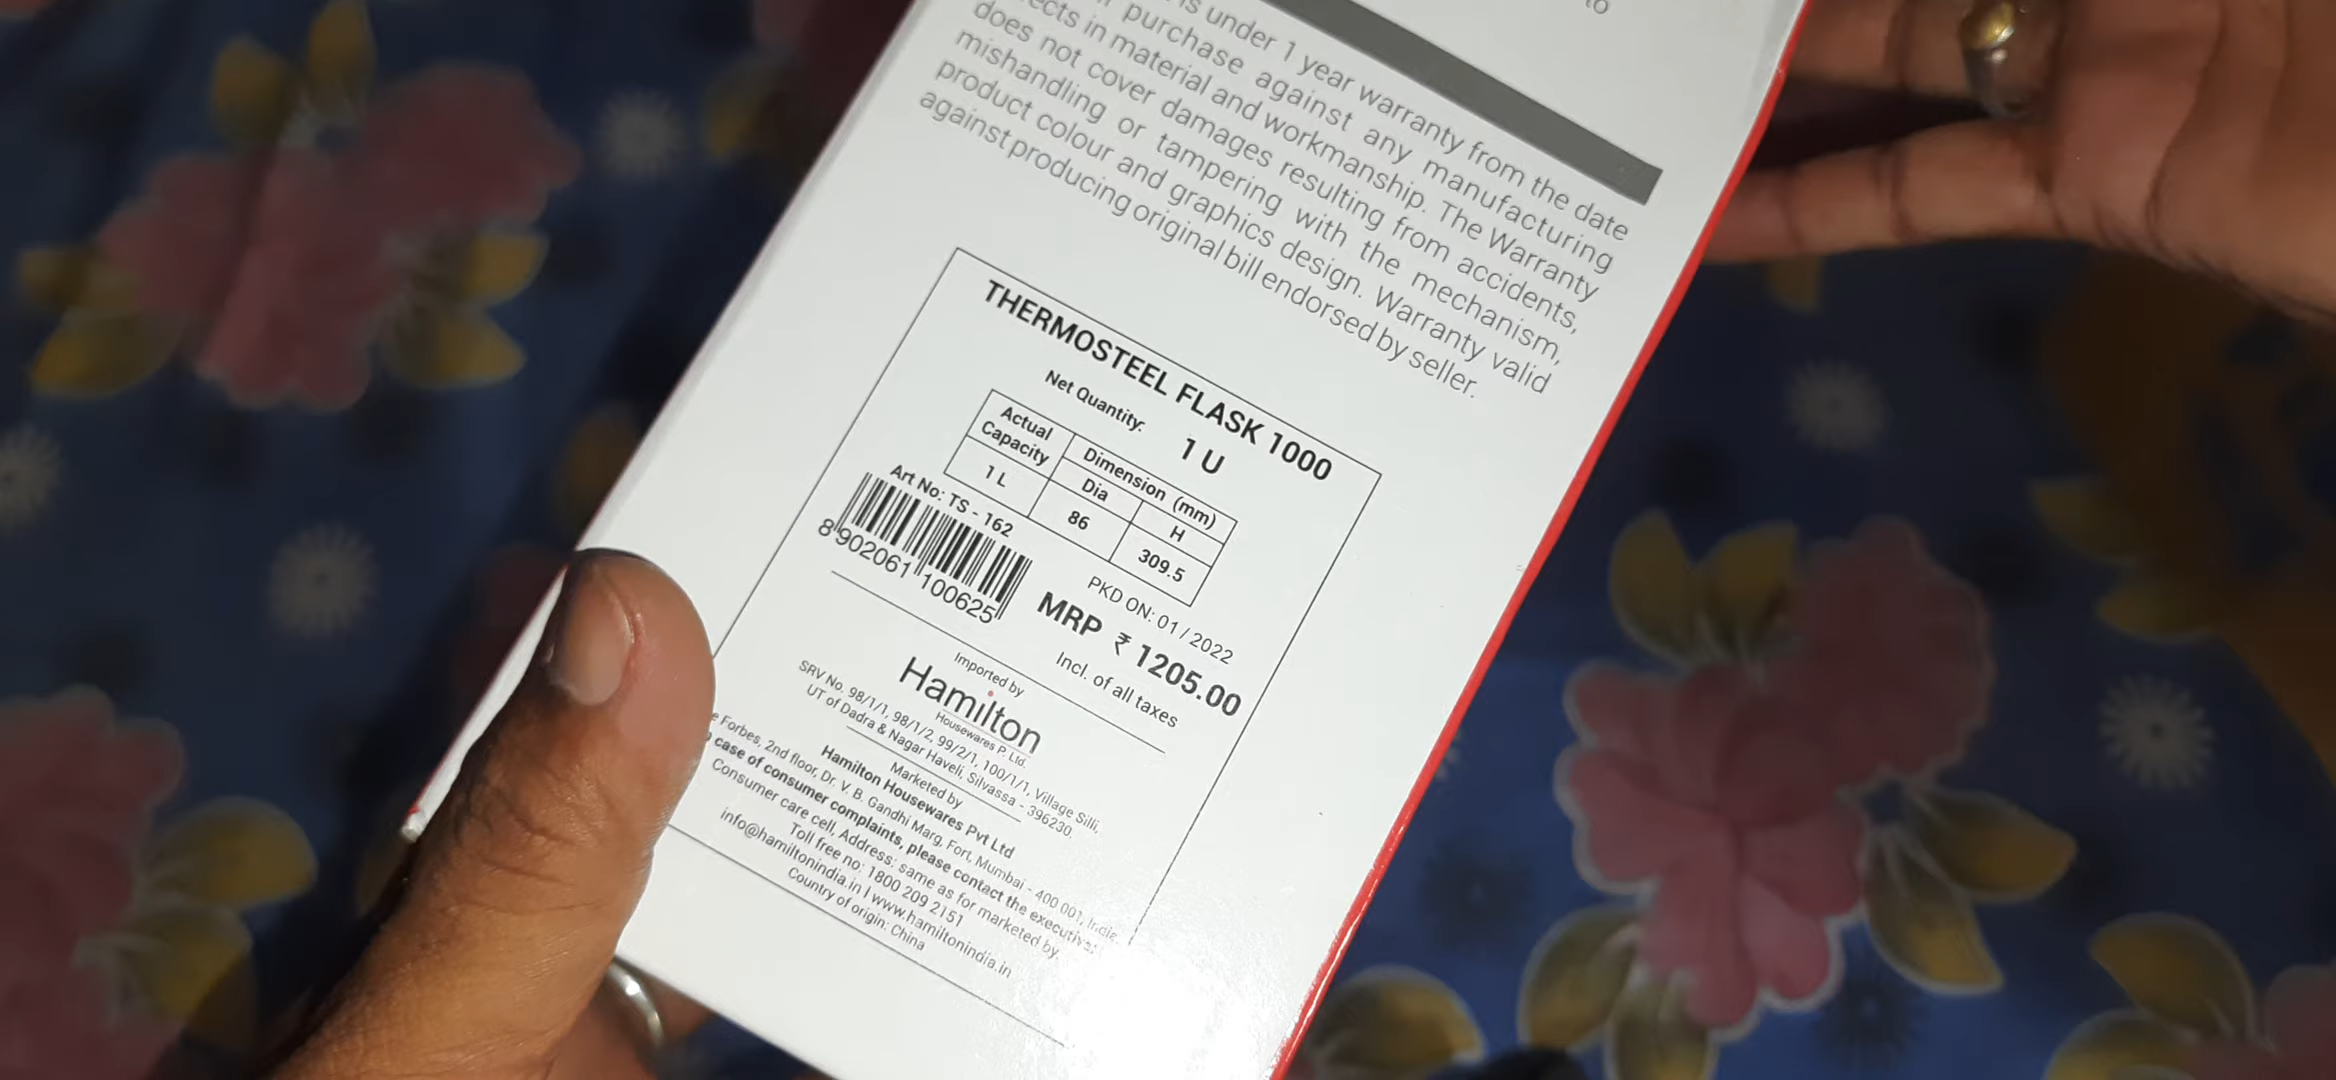 to
is under 1 year warranty from the date
purchase against any manufacturing
in material and workmanship. The Warranty
does not cover damages resulting from accidents,
mishandling or tampering with the mechanism,
product colour and graphics design. Warranty valid
against producing original bill endorsed by seller.
THERMOSTEEL FLASK 1000
Net Quantity: 1 U
Actual Capacity Dimension (mm)
Dia H
1 L 86 309.5
Art No: TS - 162
8 902061 100625
PKD ON: 01 / 2022
MRP ₹ 1205.00
Incl. of all taxes
Imported by
Hamilton
Housewares P. Ltd.
SRV No. 98/1/1, 98/1/2, 99/2/1, 100/1/1, Village Silli,
UT of Dadra & Nagar Haveli, Silvassa - 396230.
Marketed by
Hamilton Housewares Pvt Ltd
Forbes, 2nd floor, Dr. V. B. Gandhi Marg, Fort, Mumbai - 400 001, India.
case of consumer complaints, please contact the executive:
Consumer care cell, Address: same as for marketed by.
Toll free no: 1800 209 2151
info@hamiltonindia.in | www.hamiltonindia.in
Country of origin: China